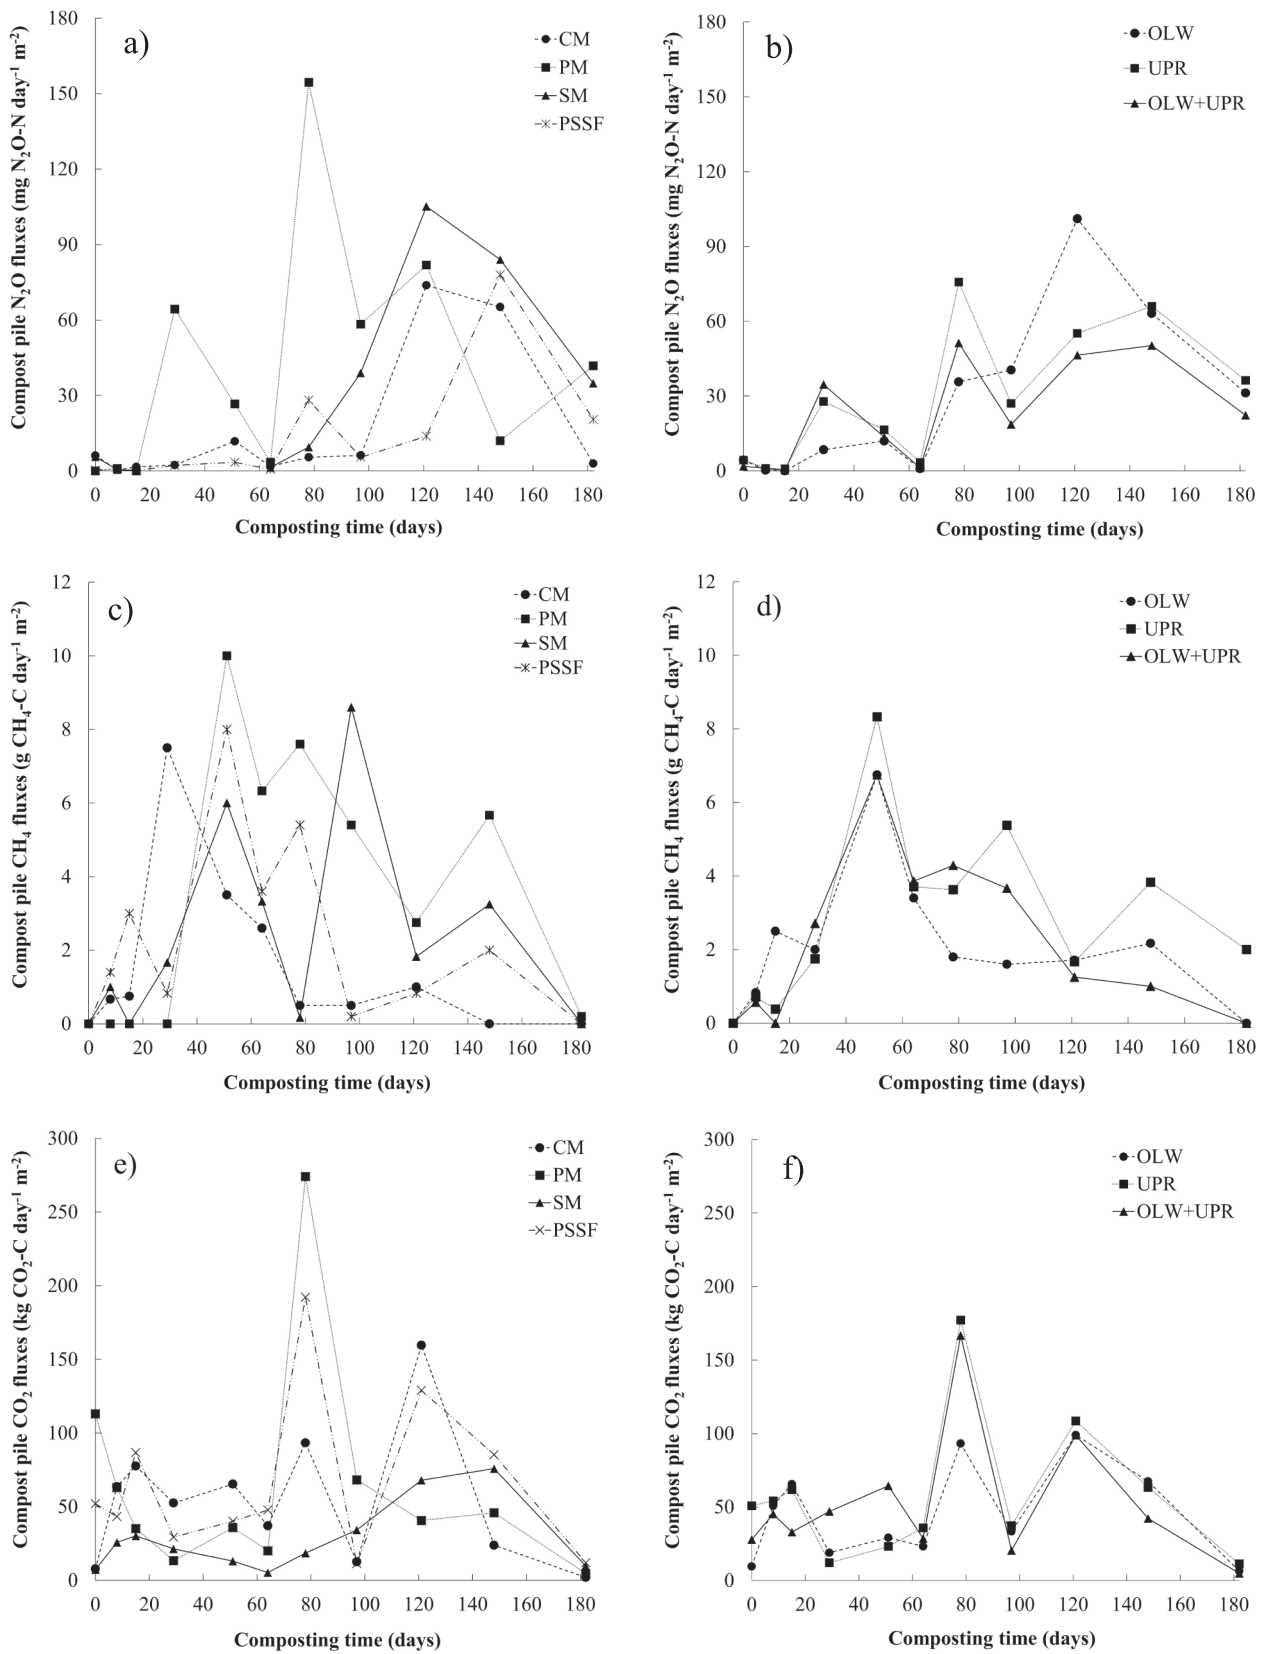 a)
Compost pile N₂O fluxes (mg N₂O-N day⁻¹ m⁻²)
180
150
120
90
60
30
0
CM
PM
SM
PSSF
0 20 40 60 80 100 120 140 160 180
Composting time (days)
b)
Compost pile N₂O fluxes (mg N₂O-N day⁻¹ m⁻²)
180
150
120
90
60
30
0
OLW
UPR
OLW+UPR
0 20 40 60 80 100 120 140 160 180
Composting time (days)
c)
Compost pile CH₄ fluxes (g CH₄-C day⁻¹ m⁻²)
12
10
8
6
4
2
0
CM
PM
SM
PSSF
0 20 40 60 80 100 120 140 160 180
Composting time (days)
d)
Compost pile CH₄ fluxes (g CH₄-C day⁻¹ m⁻²)
12
10
8
6
4
2
0
OLW
UPR
OLW+UPR
0 20 40 60 80 100 120 140 160 180
Composting time (days)
e)
Compost pile CO₂ fluxes (kg CO₂-C day⁻¹ m⁻²)
300
250
200
150
100
50
0
CM
PM
SM
PSSF
0 20 40 60 80 100 120 140 160 180
Composting time (days)
f)
Compost pile CO₂ fluxes (kg CO₂-C day⁻¹ m⁻²)
300
250
200
150
100
50
0
OLW
UPR
OLW+UPR
0 20 40 60 80 100 120 140 160 180
Composting time (days)